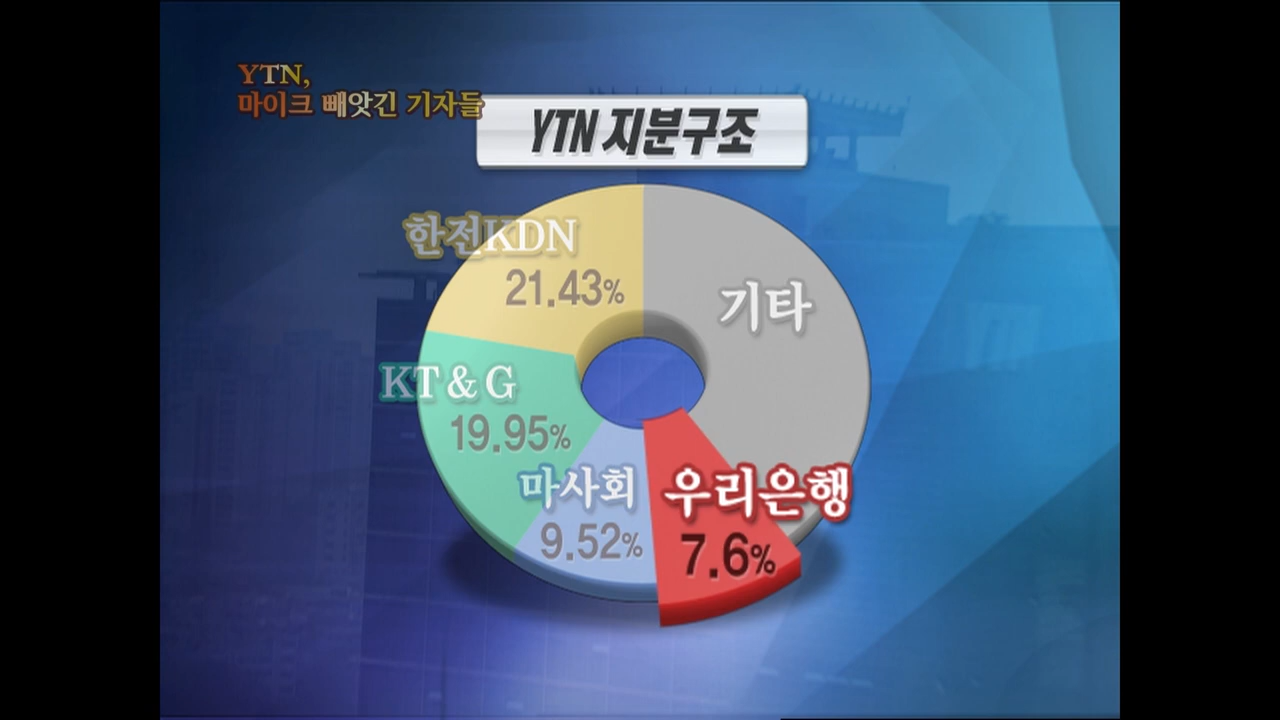 YTN,
마이크 빼앗긴 기자들
YTN 지분구조
한전KDN
21.43%
기타
KT&G
19.95%
마사회
9.52%
우리은행
7.6%